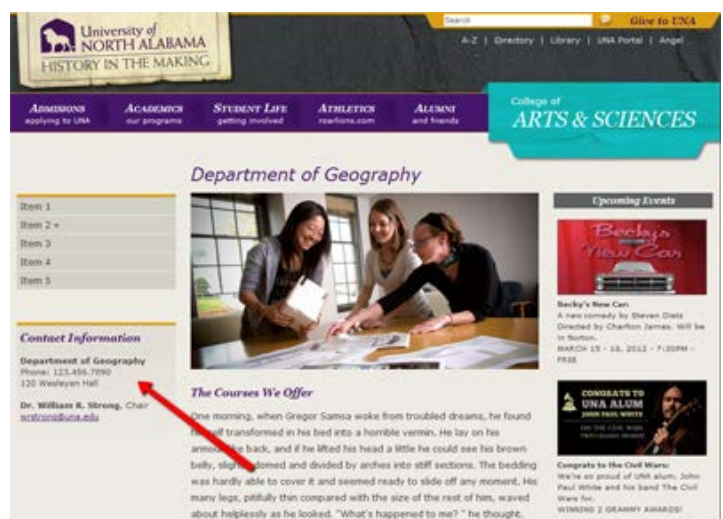 University of
NORTH ALABAMA
HISTORY IN THE MAKING
Search
Give to UNA
A-Z | Directory | Library | UNA Portal | Angel
ADMISSIONS
applying to UNA
ACADEMICS
our programs
STUDENT LIFE
getting involved
ATHLETICS
roarlions.com
ALUMNI
and friends
College of
ARTS & SCIENCES
Department of Geography
Item 1
Item 2 »
Item 3
Item 4
Item 5
Contact Information
Department of Geography
Phone: 123.456.7890
120 Wesleyan Hall
Dr. William R. Strong, Chair
wrstrong@una.edu
The Courses We Offer
One morning, when Gregor Samsa woke from troubled dreams, he found
himself transformed in his bed into a horrible vermin. He lay on his
armour-like back, and if he lifted his head a little he could see his brown
belly, slightly domed and divided by arches into stiff sections. The bedding
was hardly able to cover it and seemed ready to slide off any moment. His
many legs, pitifully thin compared with the size of the rest of him, waved
about helplessly as he looked. "What's happened to me? " he thought.
Upcoming Events
Becky's
New Car
Becky's New Car:
A new comedy by Steven Dietz
Directed by Charlton James. Will be
in Norton.
MARCH 15 - 18, 2012 - 7:30PM -
FREE
CONGRATS TO
UNA ALUM
JOHN PAUL WHITE
Congrats to the Civil Wars:
We're so proud of UNA alum, John
Paul White and his band The Civil
Wars for.
WINNING 2 GRAMMY AWARDS!